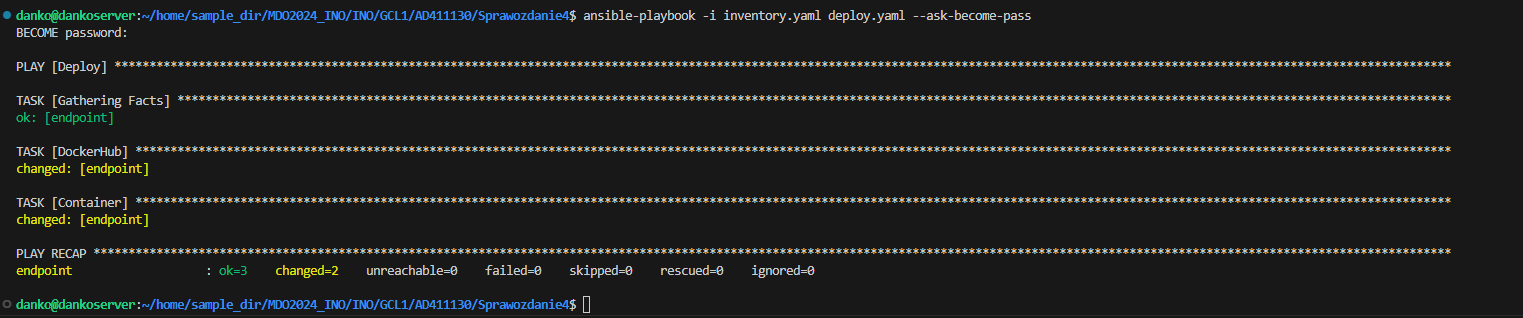 danko@dankoserver:~/home/sample_dir/MDO2024_INO/INO/GCL1/AD411130/Sprawozdanie4$ ansible-playbook -i inventory.yaml deploy.yaml --ask-become-pass
BECOME password:
PLAY [Deploy] ***********************************************************************************************************************************************************************************************
TASK [Gathering Facts] **************************************************************************************************************************************************************************************
ok: [endpoint]
TASK [DockerHub] ********************************************************************************************************************************************************************************************
changed: [endpoint]
TASK [Container] ********************************************************************************************************************************************************************************************
changed: [endpoint]
PLAY RECAP **************************************************************************************************************************************************************************************************
endpoint                   : ok=3    changed=2    unreachable=0    failed=0    skipped=0    rescued=0    ignored=0
danko@dankoserver:~/home/sample_dir/MDO2024_INO/INO/GCL1/AD411130/Sprawozdanie4$